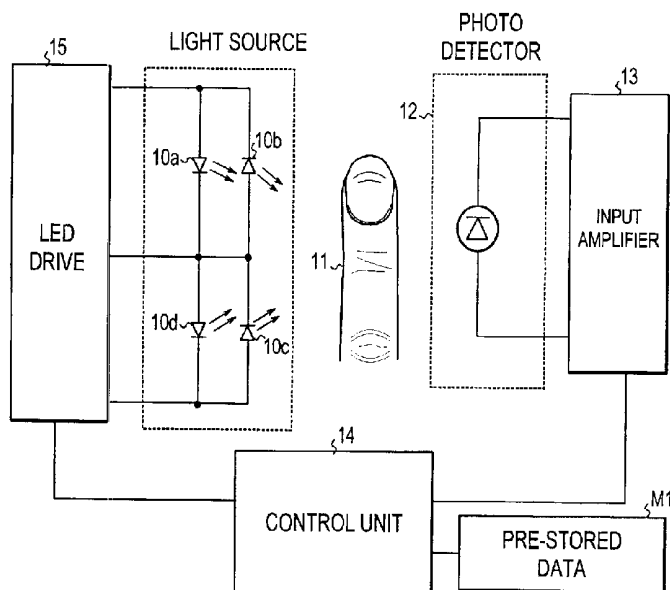 15
LIGHT SOURCE
PHOTO
DETECTOR
13
12
10a
10b
LED
DRIVE
11
INPUT
AMPLIFIER
10d
10c
14
CONTROL UNIT
M1
PRE-STORED
DATA